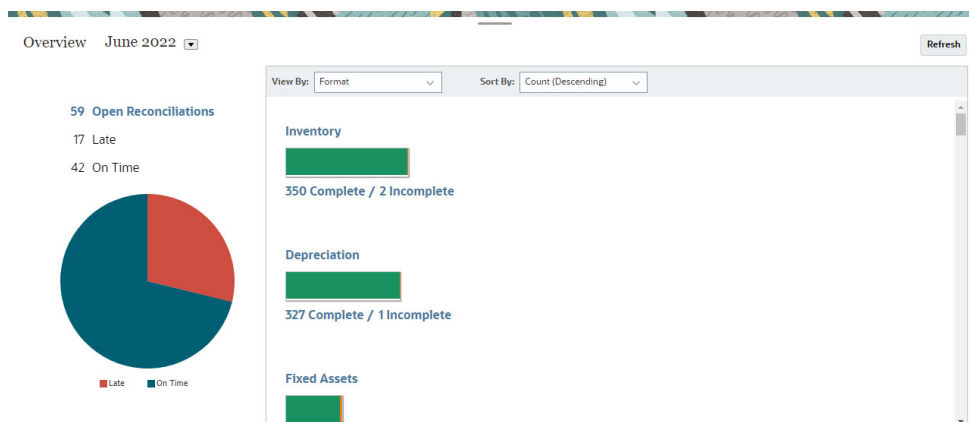 Overview June 2022
Refresh
View By: Format Sort By: Count (Descending)
59 Open Reconciliations
17 Late
42 On Time
Late On Time
Inventory
350 Complete / 2 Incomplete
Depreciation
327 Complete / 1 Incomplete
Fixed Assets